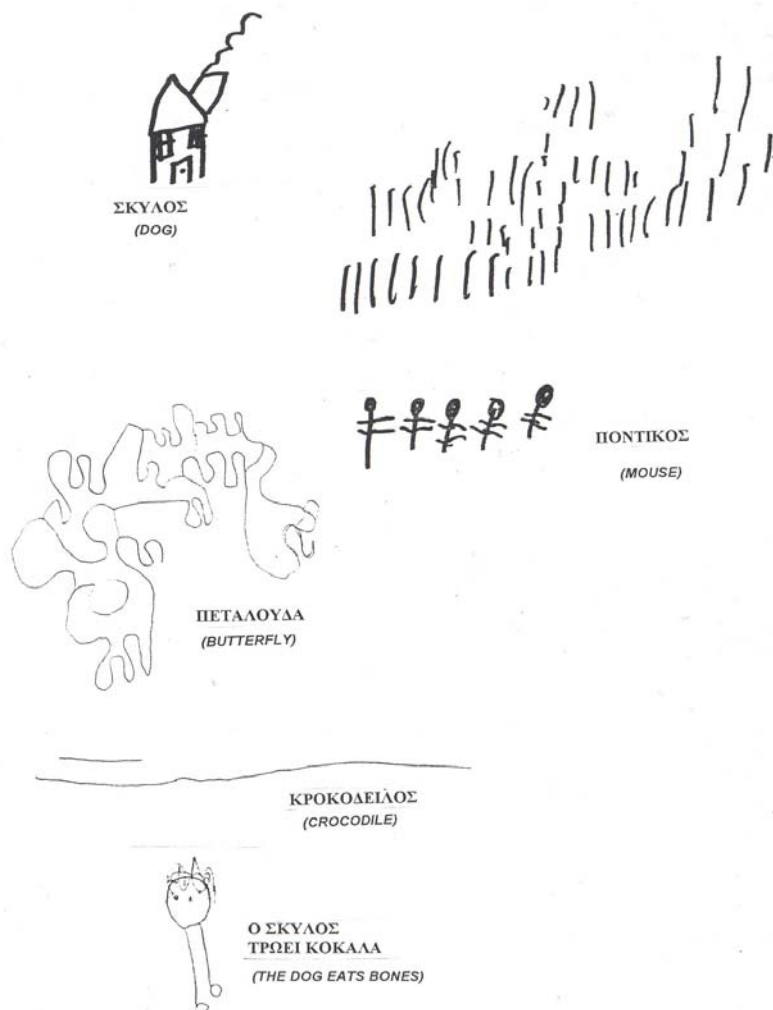 ΣΚΥΛΟΣ
(DOG)
ΠΟΝΤΙΚΟΣ
(MOUSE)
ΠΕΤΑΛΟΥΔΑ
(BUTTERFLY)
ΚΡΟΚΟΔΕΙΛΟΣ
(CROCODILE)
Ο ΣΚΥΛΟΣ
ΤΡΩΕΙ ΚΟΚΑΛΑ
(THE DOG EATS BONES)